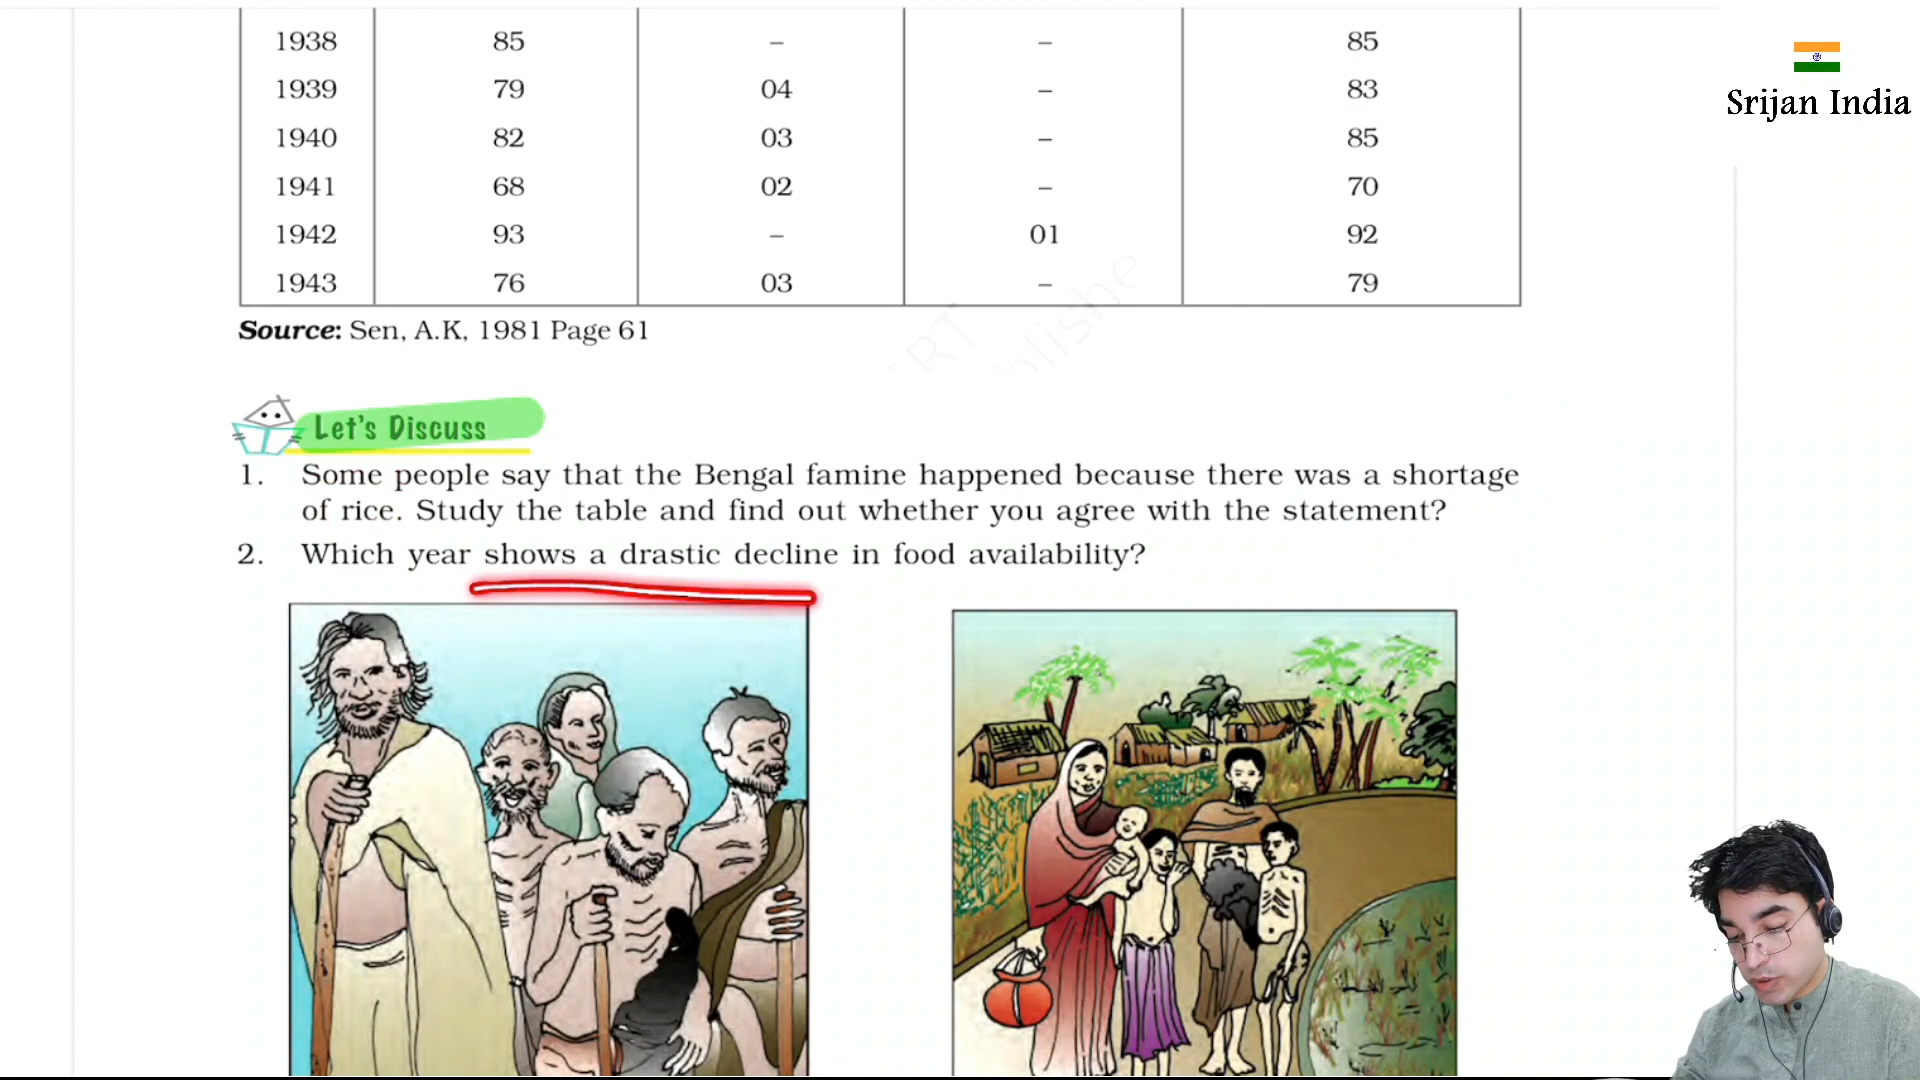 1938 85 – – 85
1939 79 04 – 83
1940 82 03 – 85
1941 68 02 – 70
1942 93 – 01 92
1943 76 03 – 79
Source: Sen, A.K, 1981 Page 61
Let's Discuss
1. Some people say that the Bengal famine happened because there was a shortage
of rice. Study the table and find out whether you agree with the statement?
2. Which year shows a drastic decline in food availability?
Srijan India